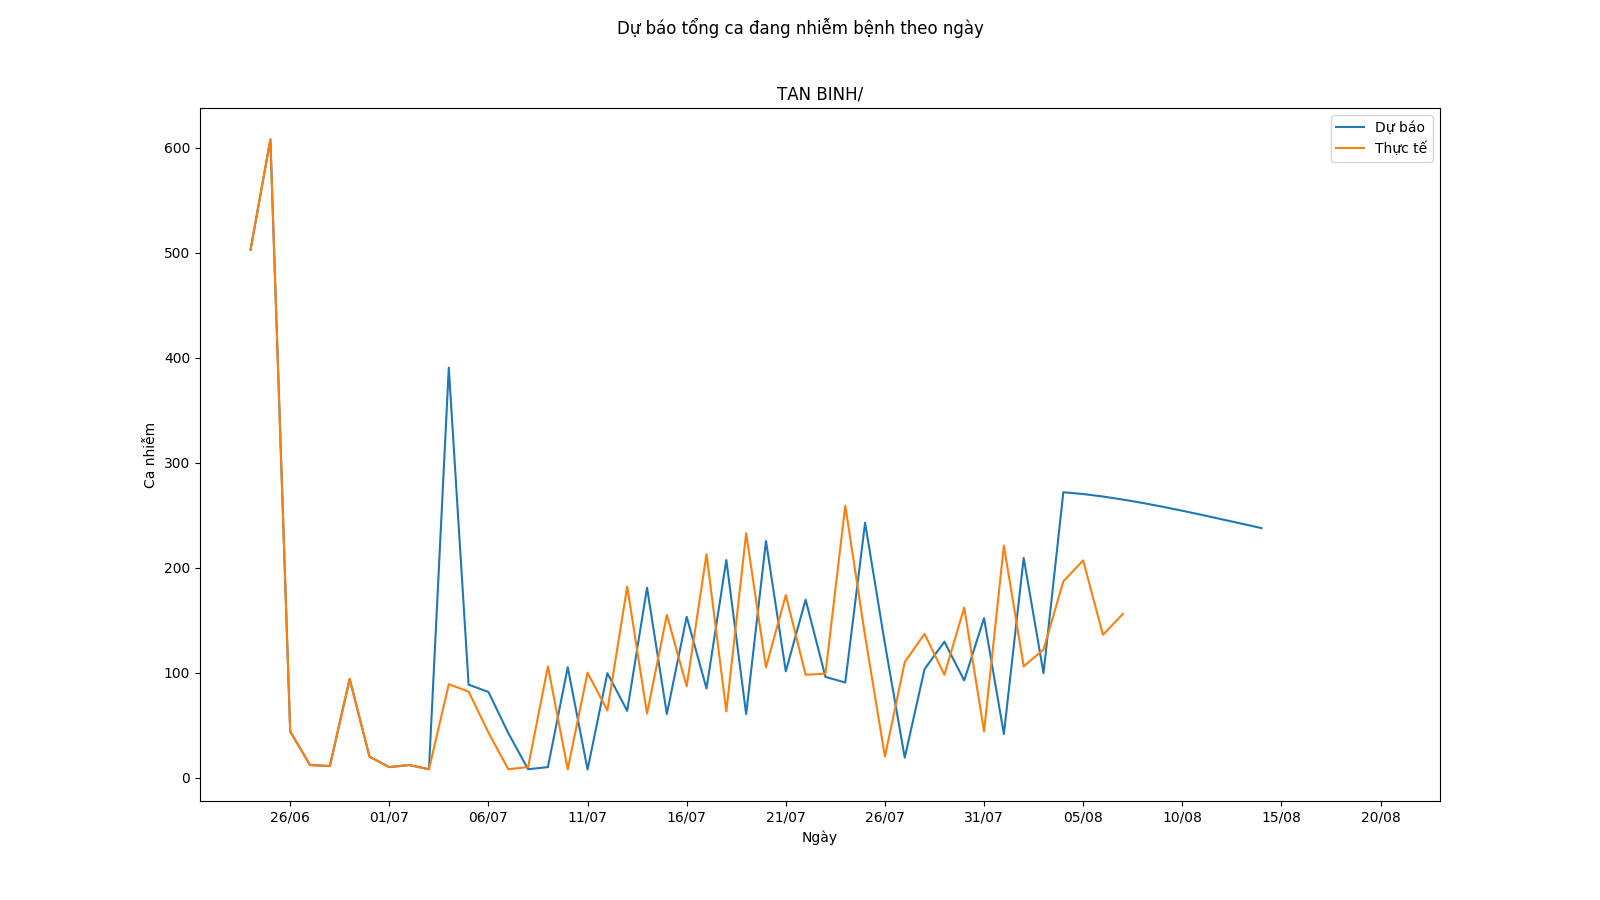 Dự báo tổng ca đang nhiễm bệnh theo ngày
TAN BINH/
Dự báo
Thực tế
Ca nhiễm
600
500
400
300
200
100
0
26/06 01/07 06/07 11/07 16/07 21/07 26/07 31/07 05/08 10/08 15/08 20/08
Ngày